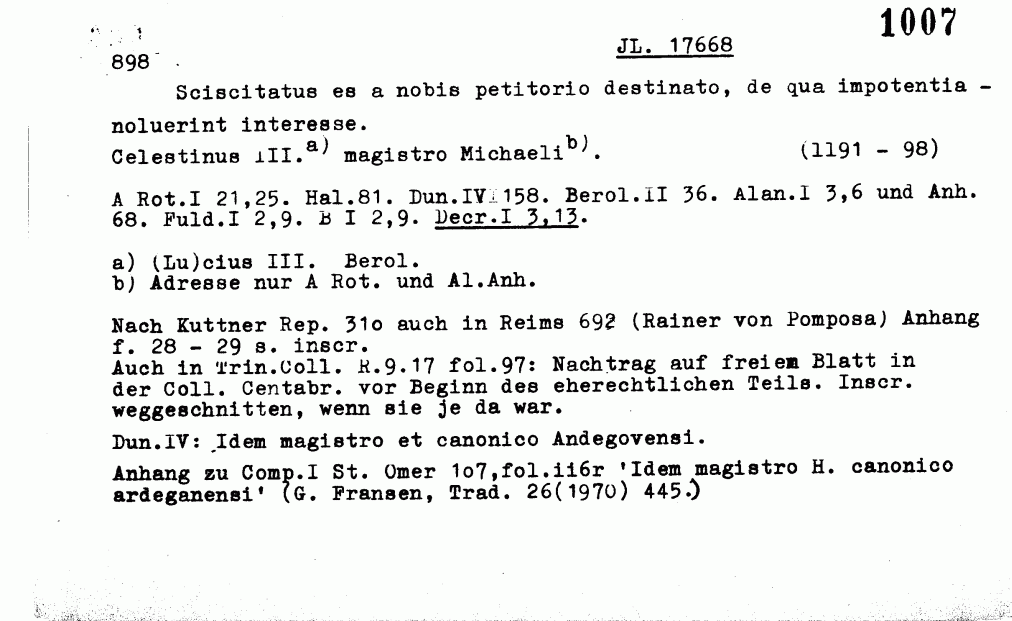 1007
898 JL. 17668
Sciscitatus es a nobis petitorio destinato, de qua impotentia -
noluerint interesse.
Celestinus III.a) magistro Michaelib). (1191 - 98)
A Rot.I 21,25. Hal.81. Dun.IV 158. Berol.II 36. Alan.I 3,6 und Anh.
68. Fuld.I 2,9. B I 2,9. Decr.I 3,13.
a) (Lu)cius III. Berol.
b) Adresse nur A Rot. und Al.Anh.
Nach Kuttner Rep. 31o auch in Reims 692 (Rainer von Pomposa) Anhang
f. 28 - 29 s. inscr.
Auch in Trin.Coll. R.9.17 fol.97: Nachtrag auf freiem Blatt in
der Coll. Centabr. vor Beginn des eherechtlichen Teils. Inscr.
weggeschnitten, wenn sie je da war.
Dun.IV: Idem magistro et canonico Andegovensi.
Anhang zu Comp.I St. Omer 1o7,fol.ii6r 'Idem magistro H. canonico
ardeganensi' (G. Fransen, Trad. 26(1970) 445.)